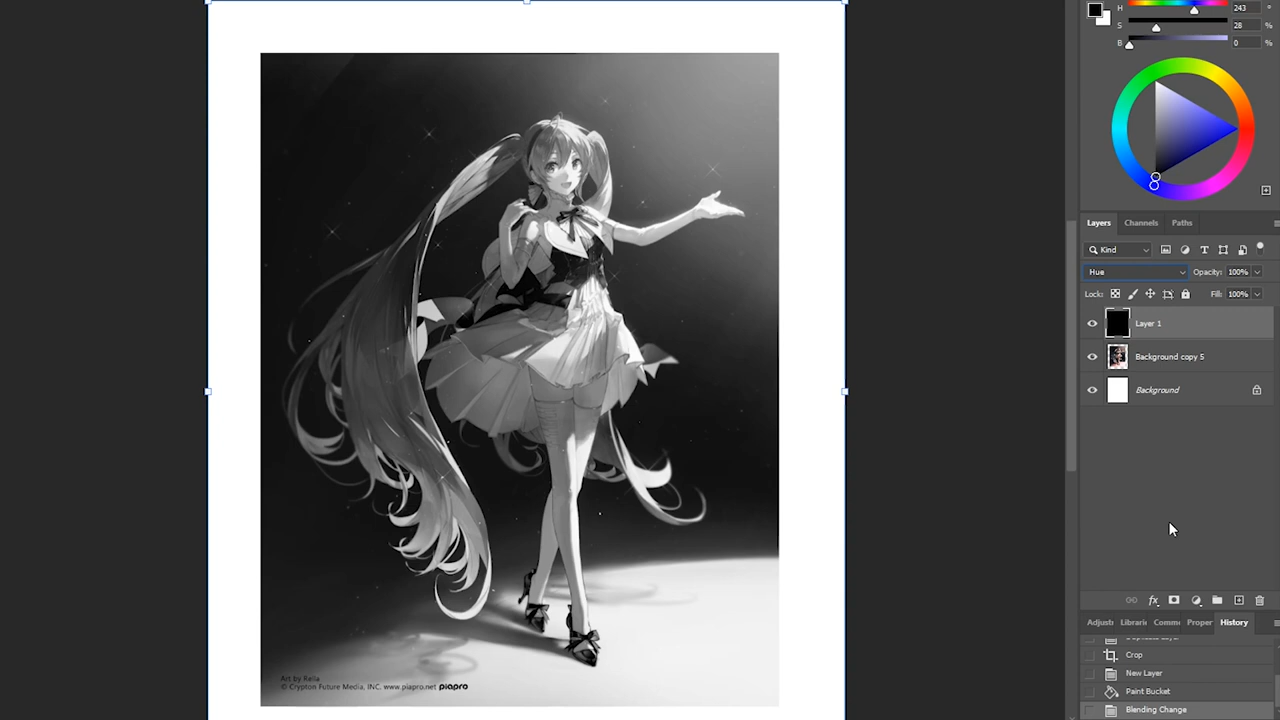 H 243 °
S 28 %
B 0 %
Layers Channels Paths
Kind
Hue Opacity: 100%
Lock: Fill: 100%
Layer 1
Background copy 5
Background
fx
Adjust Librari Comme Proper History
Crop
New Layer
Paint Bucket
Blending Change
Art by Rella
© Crypton Future Media, INC. www.piapro.net piapro